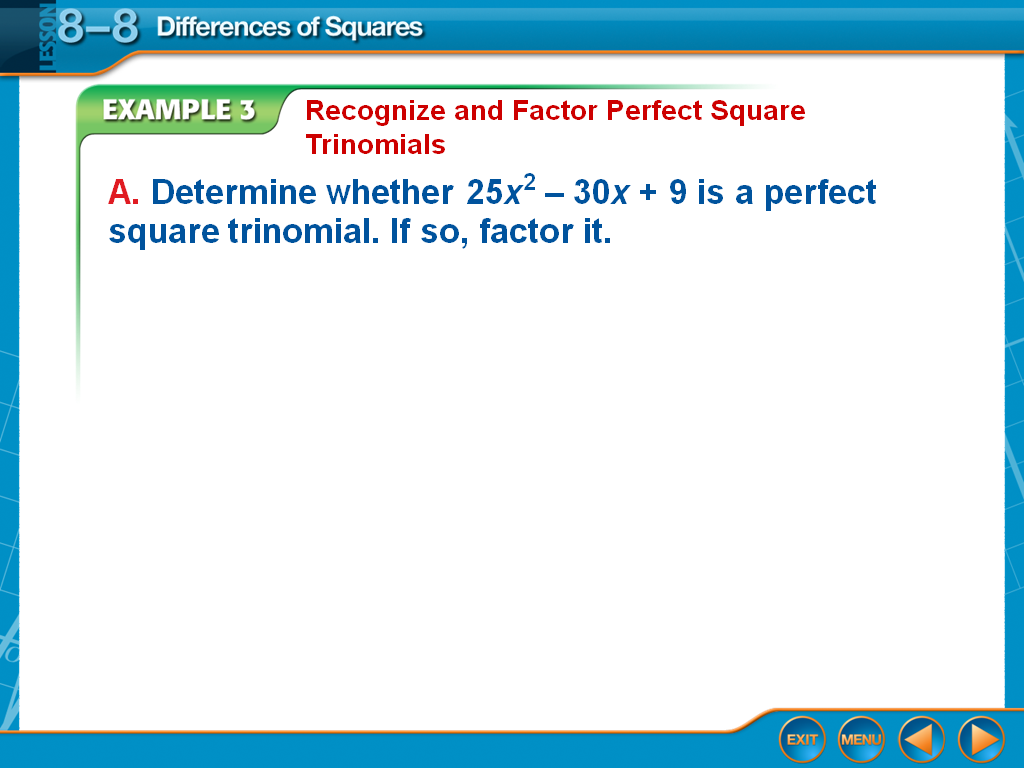 LESSON
8–8 Differences of Squares
EXAMPLE 3
Recognize and Factor Perfect Square
Trinomials
A. Determine whether 25x² – 30x + 9 is a perfect
square trinomial. If so, factor it.
EXIT MENU